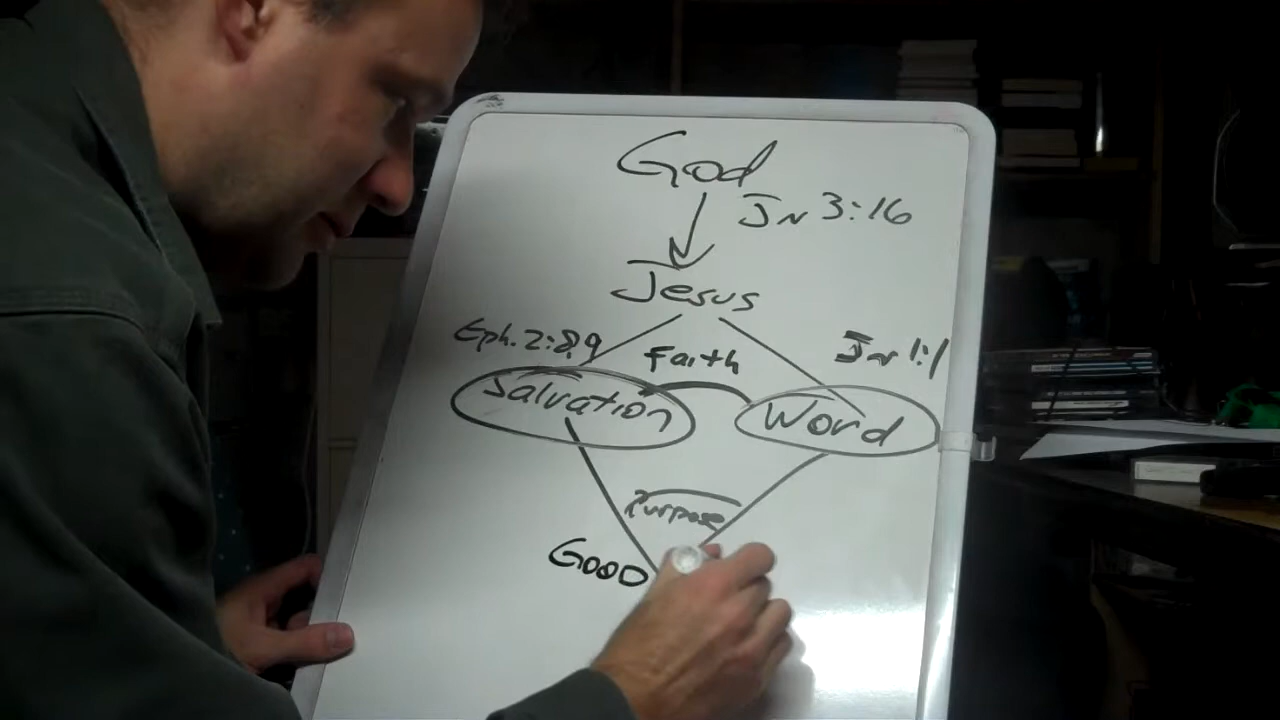 God
Jn 3:16
Jesus
Eph. 2:8,9
Faith
Jn 1:1
Salvation
Word
Purpose
Good